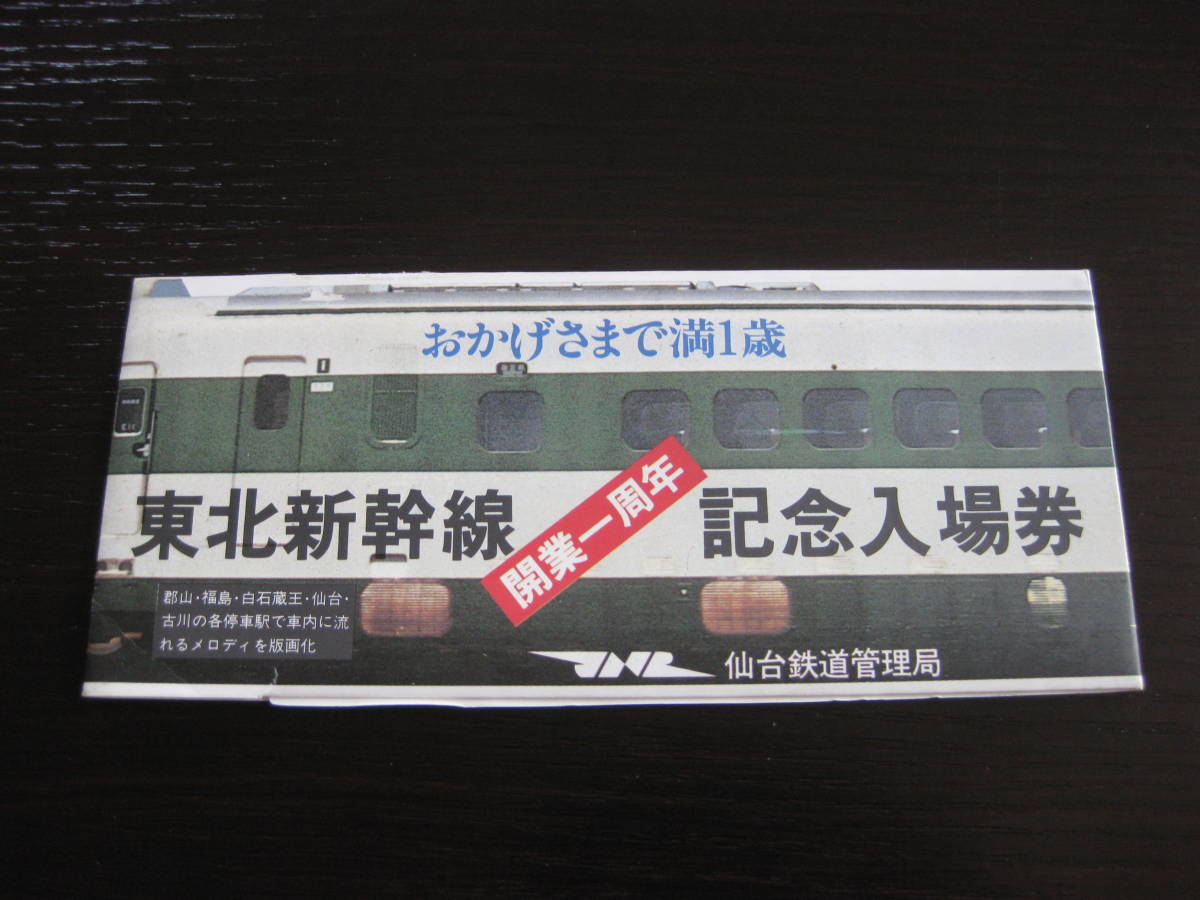 おかげさまで満1歳
東北新幹線
開業一周年
記念入場券
郡山・福島・白石蔵王・仙台・
古川の各停車駅で車内に流
れるメロディを版画化
JNR 仙台鉄道管理局
1